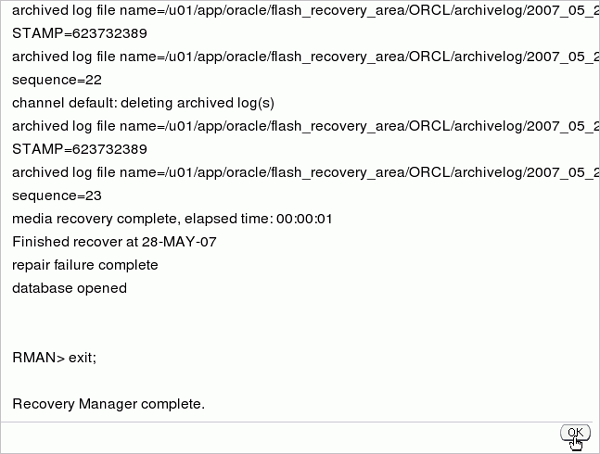 archived log file name=/u01/app/oracle/flash_recovery_area/ORCL/archivelog/2007_05_2
STAMP=623732389
archived log file name=/u01/app/oracle/flash_recovery_area/ORCL/archivelog/2007_05_2
sequence=22
channel default: deleting archived log(s)
archived log file name=/u01/app/oracle/flash_recovery_area/ORCL/archivelog/2007_05_2
STAMP=623732389
archived log file name=/u01/app/oracle/flash_recovery_area/ORCL/archivelog/2007_05_2
sequence=23
media recovery complete, elapsed time: 00:00:01
Finished recover at 28-MAY-07
repair failure complete
database opened
RMAN> exit;
Recovery Manager complete.
OK